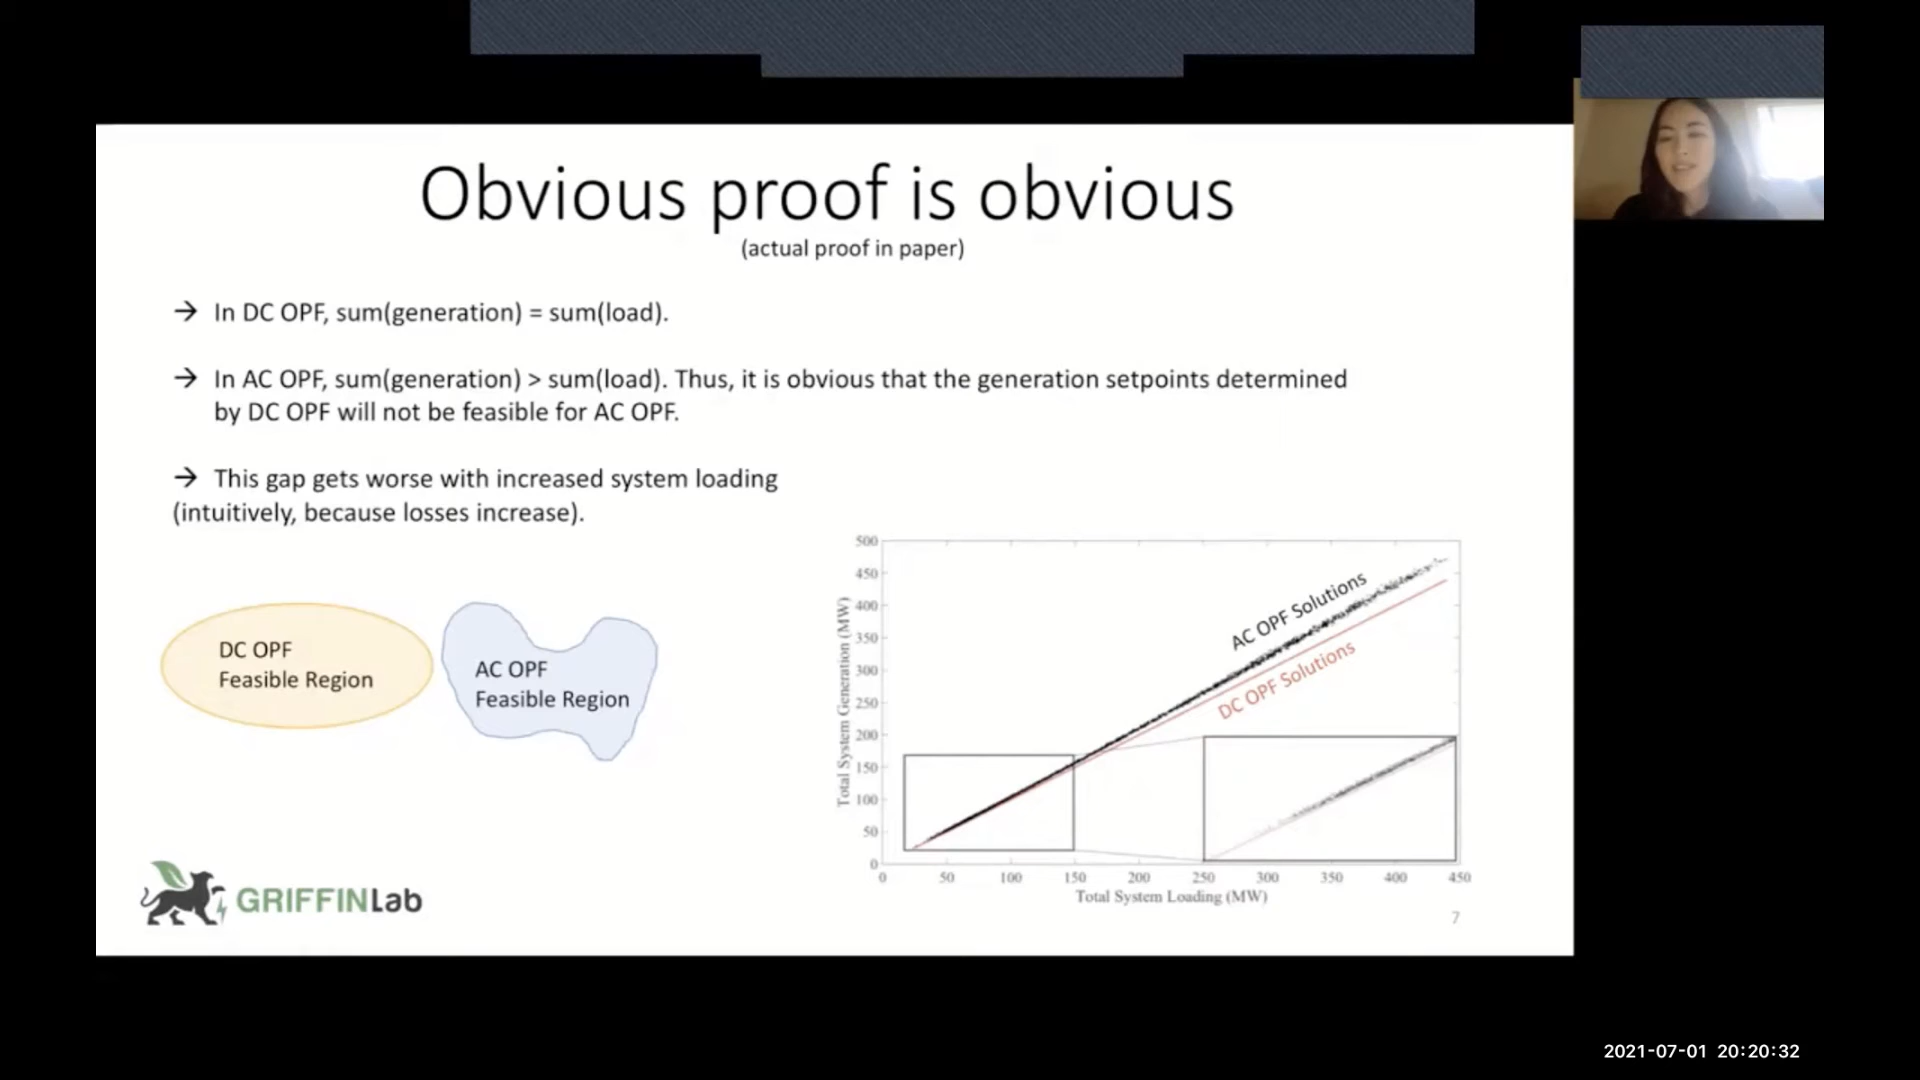 Obvious proof is obvious
(actual proof in paper)
→ In DC OPF, sum(generation) = sum(load).
→ In AC OPF, sum(generation) > sum(load). Thus, it is obvious that the generation setpoints determined
by DC OPF will not be feasible for AC OPF.
→ This gap gets worse with increased system loading
(intuitively, because losses increase).
DC OPF
Feasible Region
AC OPF
Feasible Region
Total System Generation (MW)
500
450
400
350
300
250
200
150
100
50
0
AC OPF Solutions
DC OPF Solutions
0 50 100 150 200 250 300 350 400 450
Total System Loading (MW)
GRIFFINLab
7
2021-07-01 20:20:32